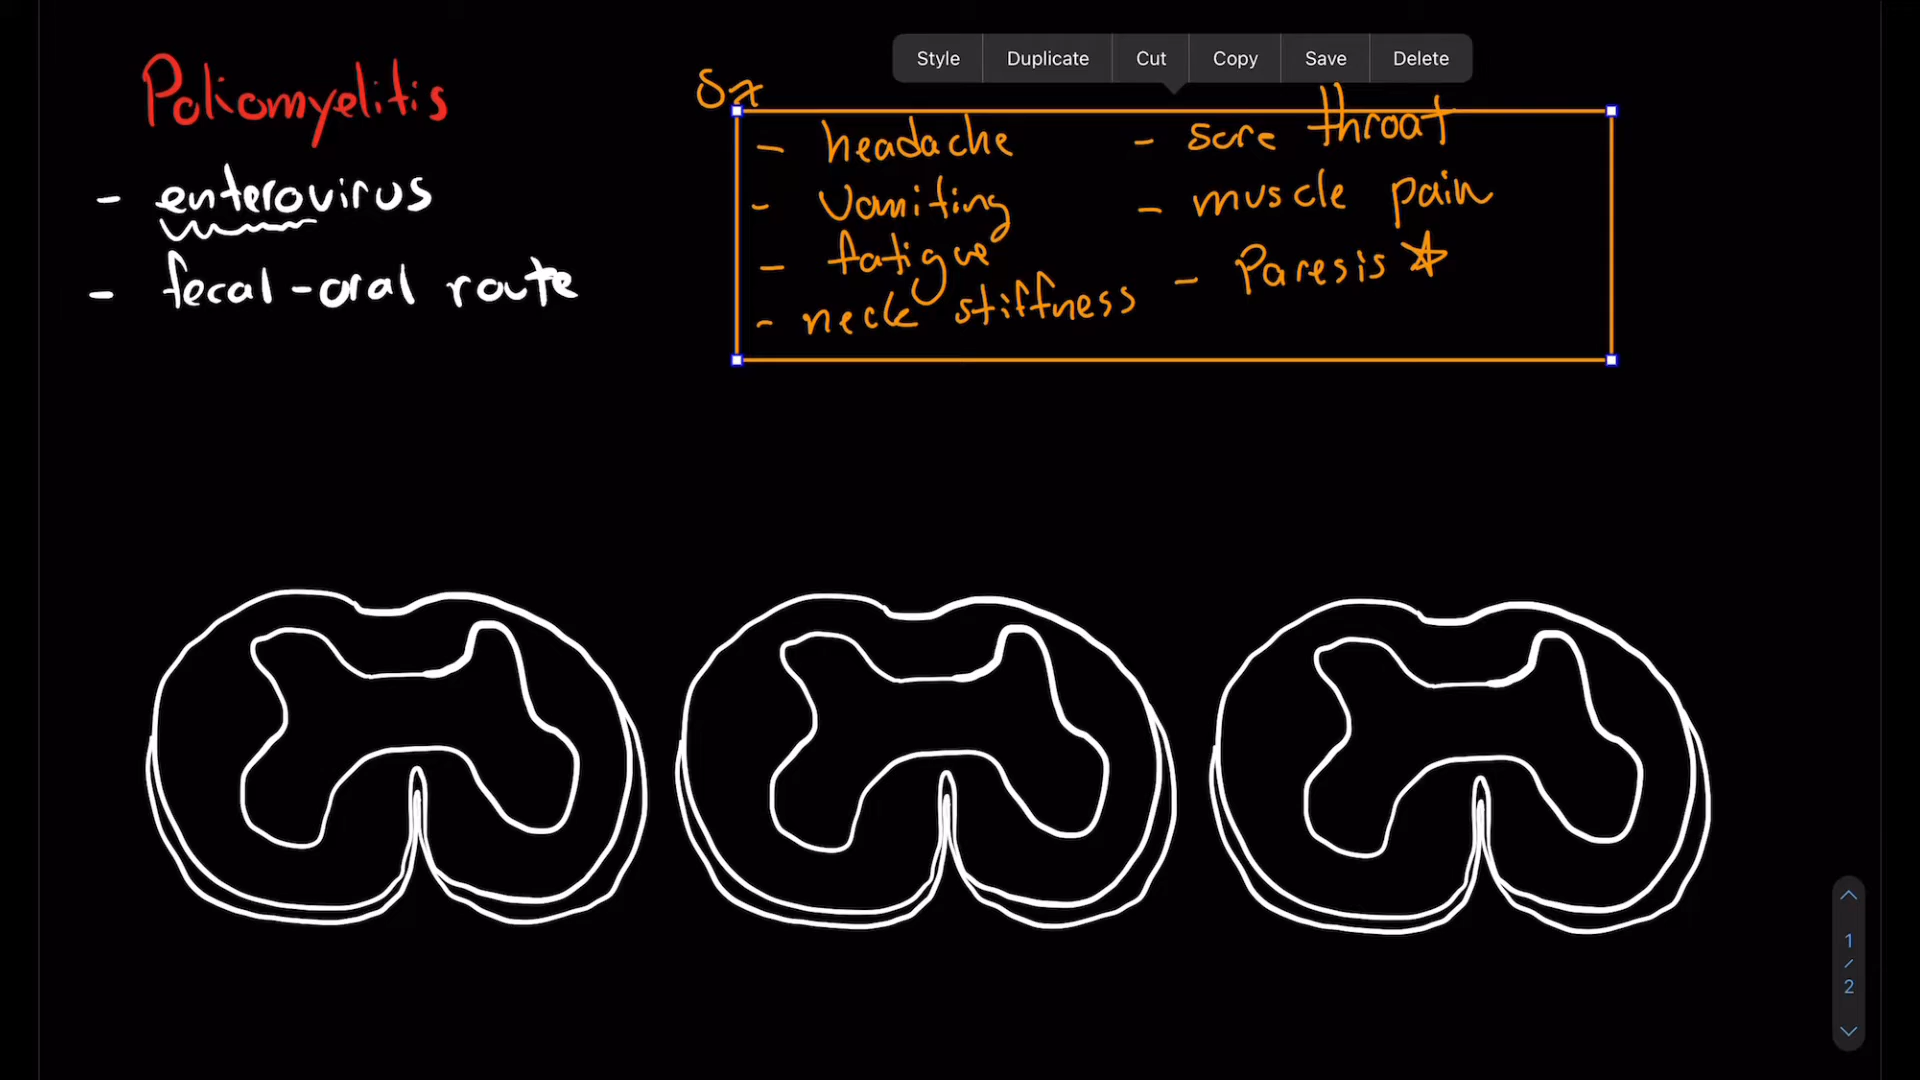 Style Duplicate Cut Copy Save Delete
Poliomyelitis
- enterovirus
- fecal-oral route
Sx
- headache
- Vomiting
- fatigue
- neck stiffness
- sore throat
- muscle pain
- Paresis
1
/
2